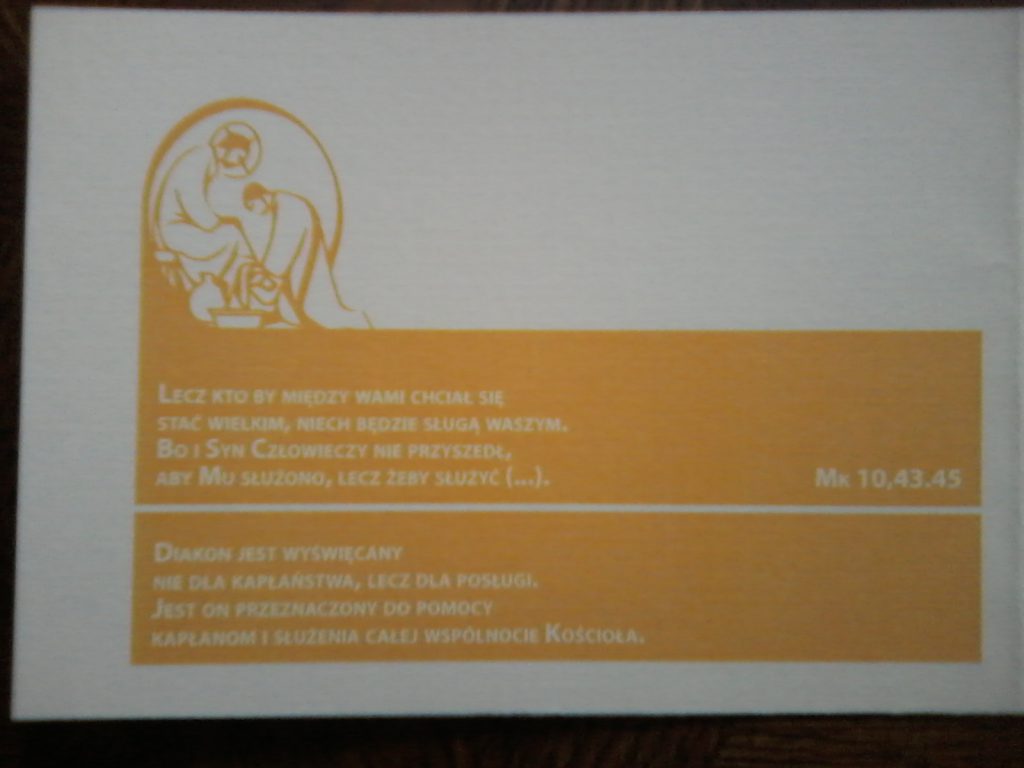 Lecz kto by między wami chciał się
stać wielkim, niech będzie sługą waszym.
Bo i Syn Człowieczy nie przyszedł,
aby Mu służono, lecz żeby służyć (...).
Mk 10,43.45
Diakon jest wyświęcany
nie dla kapłaństwa, lecz dla posługi.
Jest on przeznaczony do pomocy
kapłanom i służenia całej wspólnocie Kościoła.